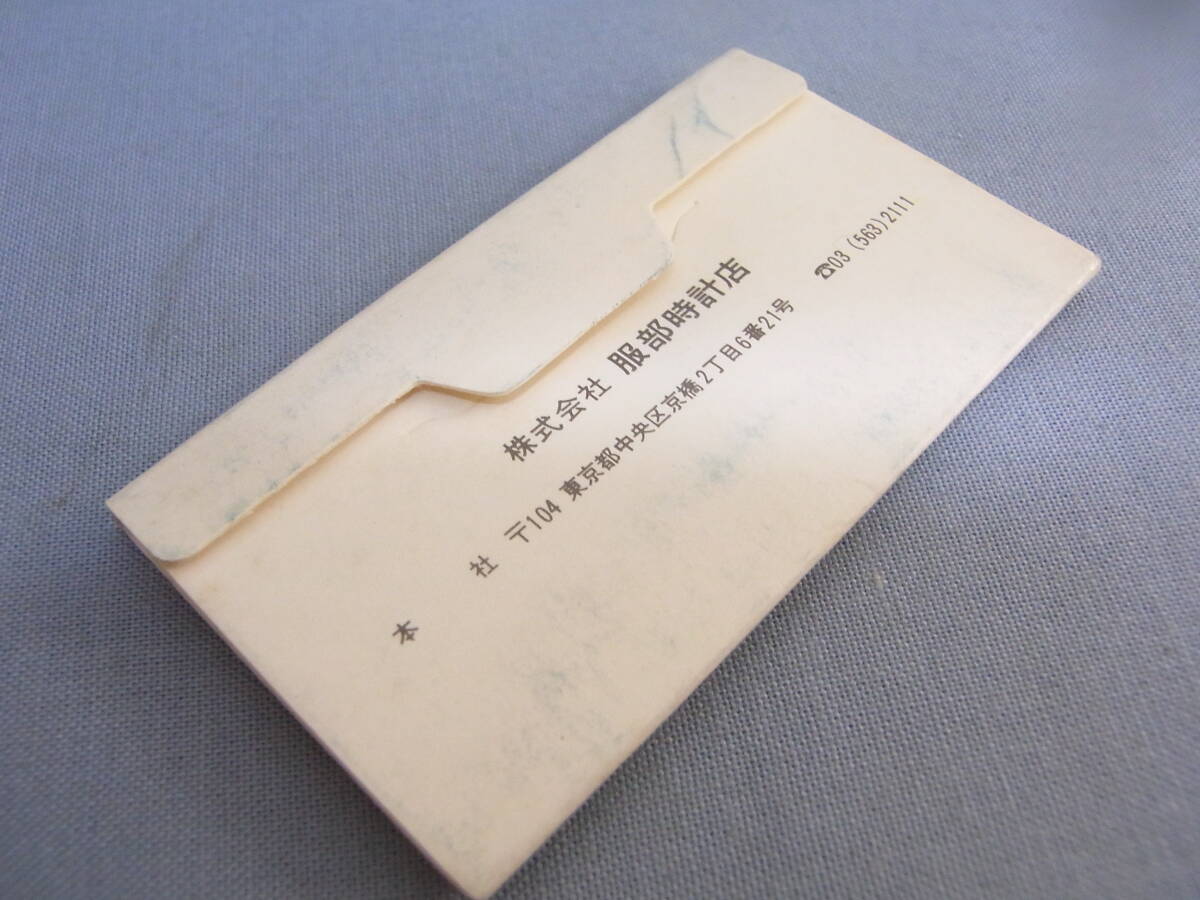 株式会社 服部時計店
本社 〒104 東京都中央区京橋2丁目6番21号 ☎03 (563)2111